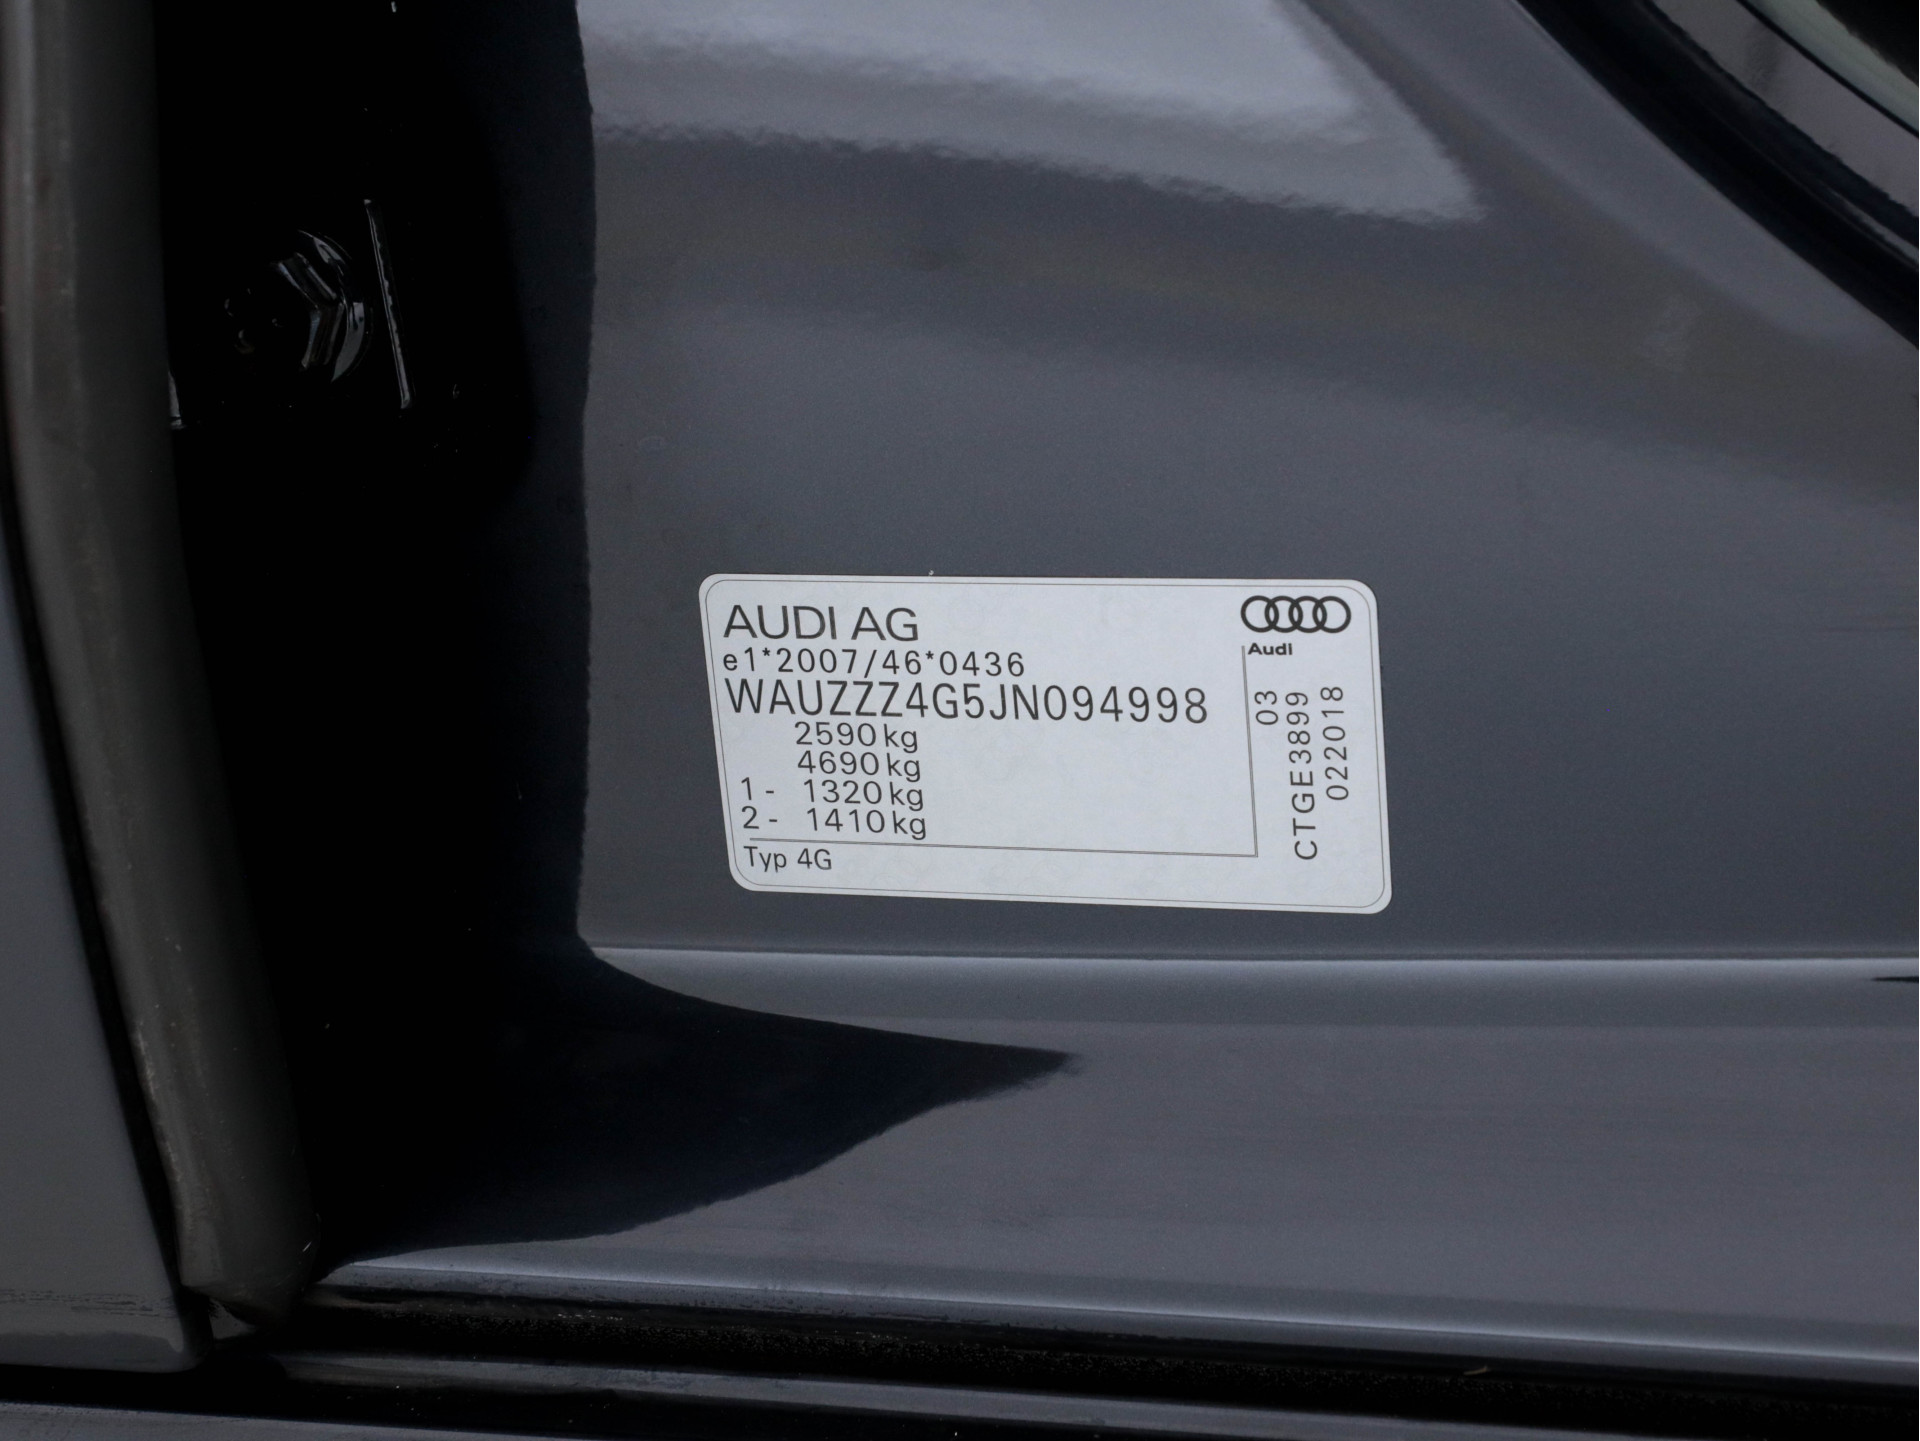 AUDI AG
e1*2007/46*0436
WAUZZZ4G5JN094998
2590 kg
4690 kg
1 - 1320 kg
2 - 1410 kg
Typ 4G
Audi
03
CTGE3899
022018